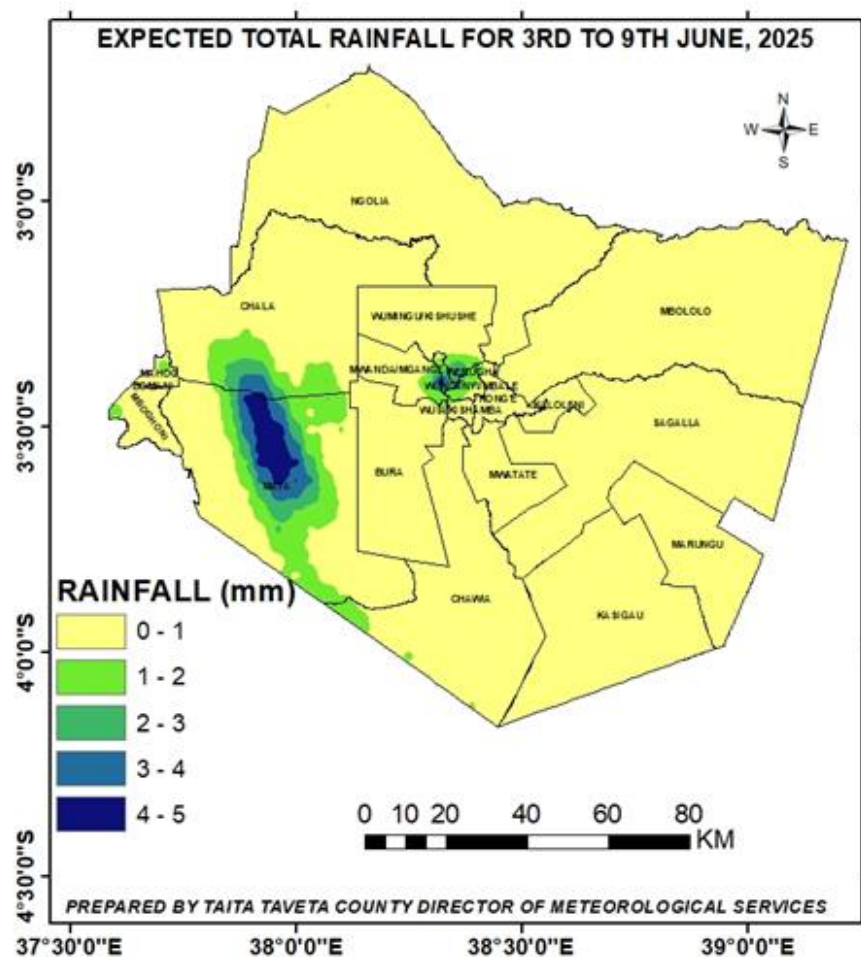 EXPECTED TOTAL RAINFALL FOR 3RD TO 9TH JUNE, 2025
N
W E
S
3°0'0"S
NGOLIA
CHALA
MBOLOLO
WUMINGU/KISHUSHE
MAHOO
MBOGHONI
3°30'0"S
SAGALLA
BURA
MWATATE
MATA
MARUNGU
CHAWIA
KASIGAU
RAINFALL (mm)
0 - 1
1 - 2
2 - 3
3 - 4
4 - 5
4°0'0"S
0 10 20 40 60 80
KM
4°30'0"S
PREPARED BY TAITA TAVETA COUNTY DIRECTOR OF METEOROLOGICAL SERVICES
37°30'0"E 38°0'0"E 38°30'0"E 39°0'0"E